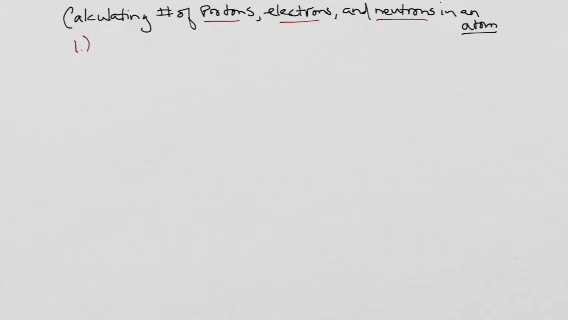 Calculating # of Protons, electrons, and neutrons in an
atom
1.)